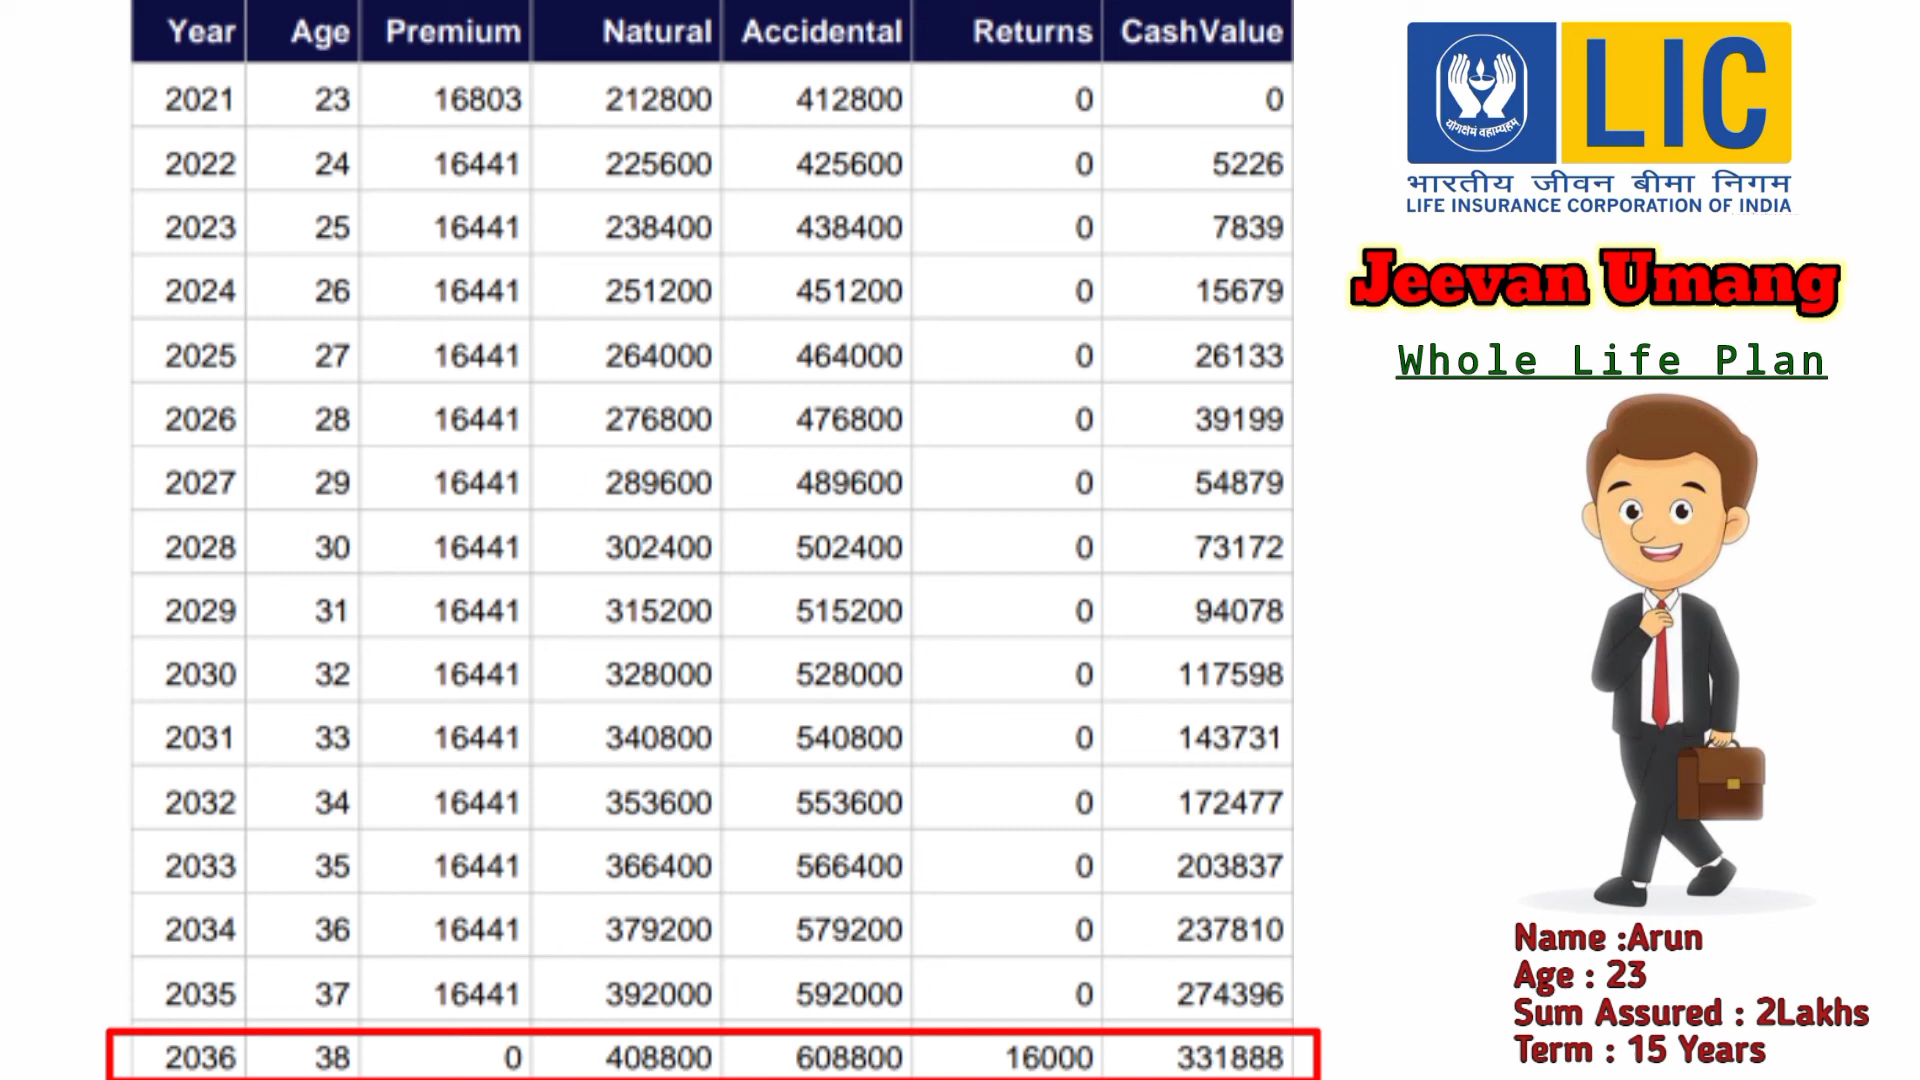 Year Age Premium Natural Accidental Returns CashValue
2021 23 16803 212800 412800 0 0
2022 24 16441 225600 425600 0 5226
2023 25 16441 238400 438400 0 7839
2024 26 16441 251200 451200 0 15679
2025 27 16441 264000 464000 0 26133
2026 28 16441 276800 476800 0 39199
2027 29 16441 289600 489600 0 54879
2028 30 16441 302400 502400 0 73172
2029 31 16441 315200 515200 0 94078
2030 32 16441 328000 528000 0 117598
2031 33 16441 340800 540800 0 143731
2032 34 16441 353600 553600 0 172477
2033 35 16441 366400 566400 0 203837
2034 36 16441 379200 579200 0 237810
2035 37 16441 392000 592000 0 274396
2036 38 0 408800 608800 16000 331888
योगक्षेमं वहाम्यहम्
LIC
भारतीय जीवन बीमा निगम
LIFE INSURANCE CORPORATION OF INDIA
Jeevan Umang
Whole Life Plan
Name :Arun
Age : 23
Sum Assured : 2Lakhs
Term : 15 Years